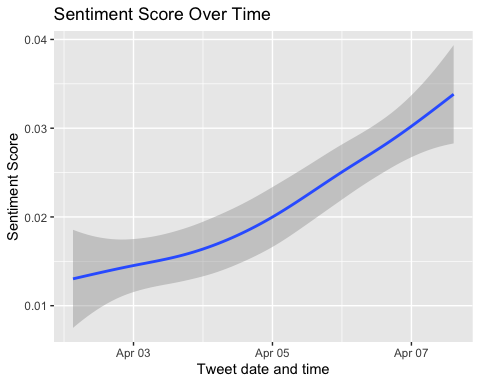 Sentiment Score Over Time
0.04
0.03
0.02
0.01
Sentiment Score
Apr 03
Apr 05
Apr 07
Tweet date and time